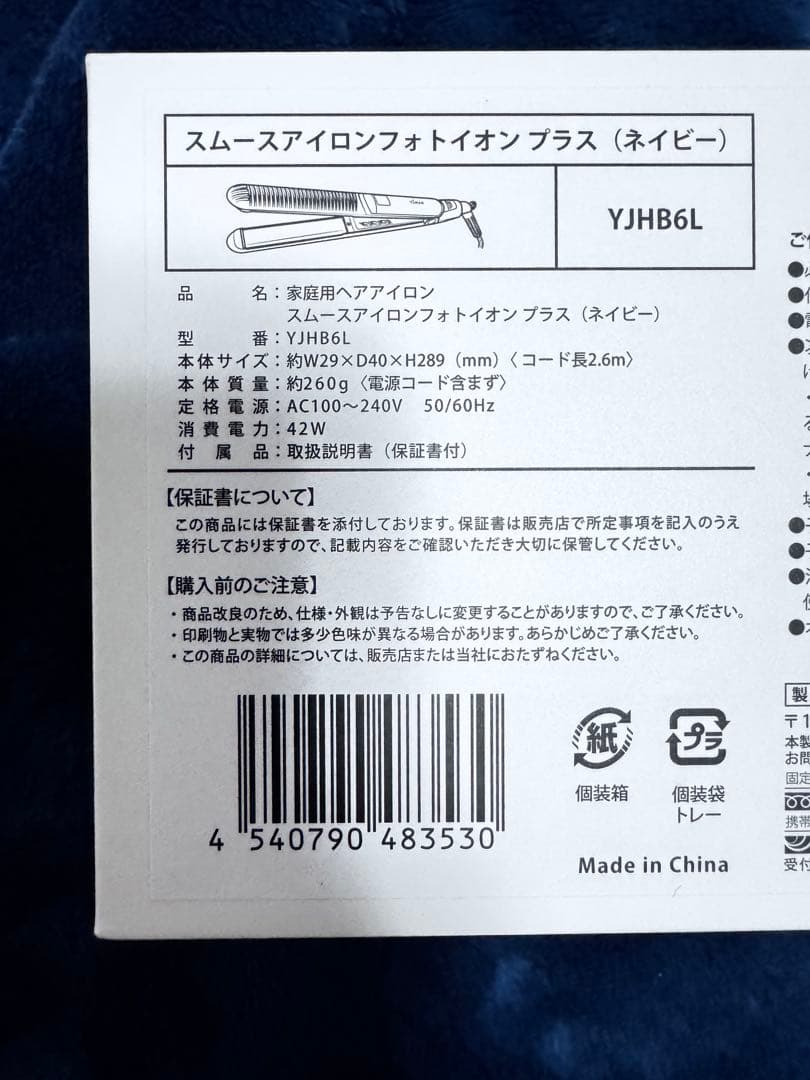 スムースアイロンフォトイオン プラス（ネイビー）
YJHB6L
品名：家庭用ヘアアイロン
スムースアイロンフォトイオン プラス（ネイビー）
型番：YJHB6L
本体サイズ：約W29×D40×H289（mm）〈コード長2.6m〉
本体質量：約260g〈電源コード含まず〉
定格電源：AC100～240V 50/60Hz
消費電力：42W
付属品：取扱説明書（保証書付）
【保証書について】
この商品には保証書を添付しております。保証書は販売店で所定事項を記入のうえ
発行しておりますので、記載内容をご確認いただき大切に保管してください。
【購入前のご注意】
・商品改良のため、仕様・外観は予告なしに変更することがありますので、ご了承ください。
・印刷物と実物では多少色味が異なる場合があります。あらかじめご了承ください。
・この商品の詳細については、販売店または当社におたずねください。
4 540790 483530
紙
個装箱
プラ
個装袋
トレー
Made in China
製
〒1
本製
お問
固定
携帯
受付